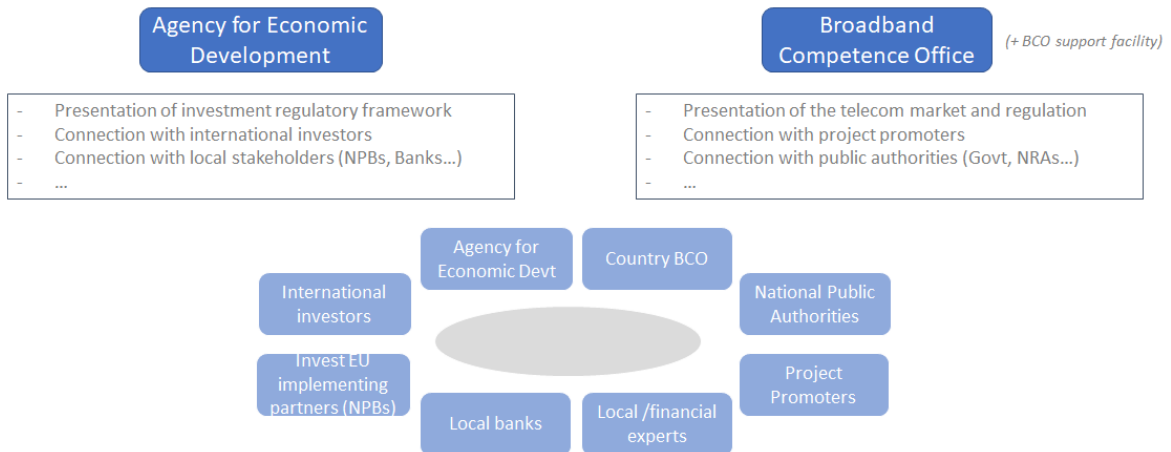 Agency for Economic
Development
Broadband
Competence Office
(+ BCO support facility)
- Presentation of investment regulatory framework
- Connection with international investors
- Connection with local stakeholders (NPBs, Banks...)
- ...
- Presentation of the telecom market and regulation
- Connection with project promoters
- Connection with public authorities (Govt, NRAs...)
- ...
Agency for
Economic Devt
Country BCO
International
investors
National Public
Authorities
Invest EU
implementing
partners (NPBs)
Project
Promoters
Local banks
Local /financial
experts